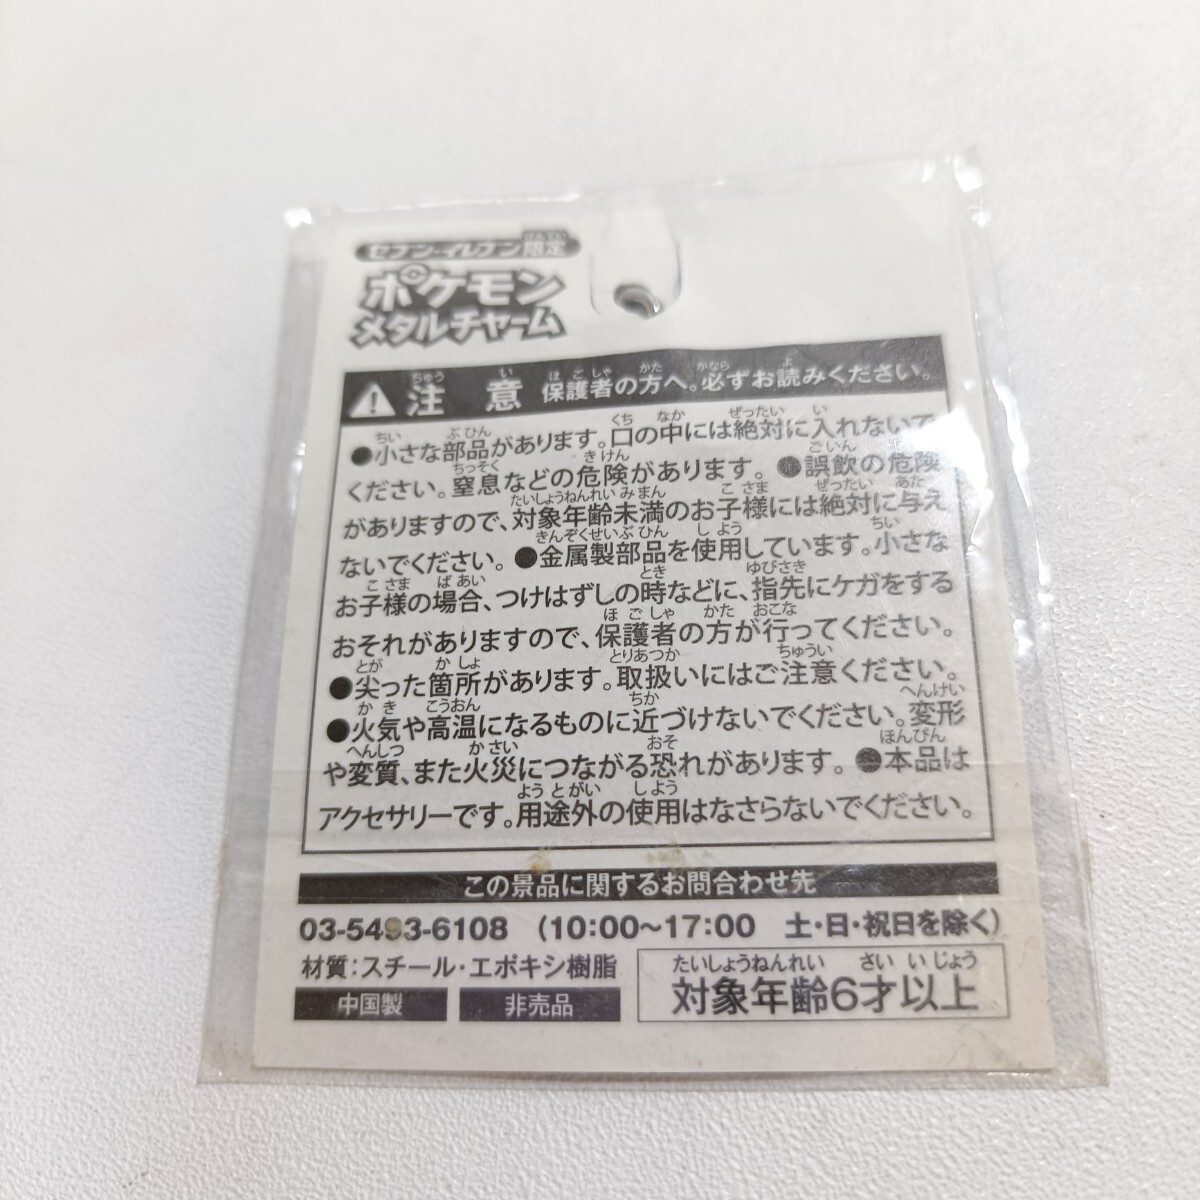 セブン-イレブン限定
ポケモン
メタルチャーム
注意 保護者の方へ。必ずお読みください。
●小さな部品があります。口の中には絶対に入れないで
ください。窒息などの危険があります。 ●誤飲の危険
がありますので、対象年齢未満のお子様には絶対に与え
ないでください。 ●金属製部品を使用しています。小さな
お子様の場合、つけはずしの時などに、指先にケガをする
おそれがありますので、保護者の方が行ってください。
●尖った箇所があります。取扱いにはご注意ください。
●火気や高温になるものに近づけないでください。変形
や変質、また火災につながる恐れがあります。 ●本品は
アクセサリーです。用途外の使用はなさらないでください。
この景品に関するお問合わせ先
03-5493-6108 (10:00〜17:00 土・日・祝日を除く)
材質:スチール・エポキシ樹脂
中国製 非売品 対象年齢6才以上